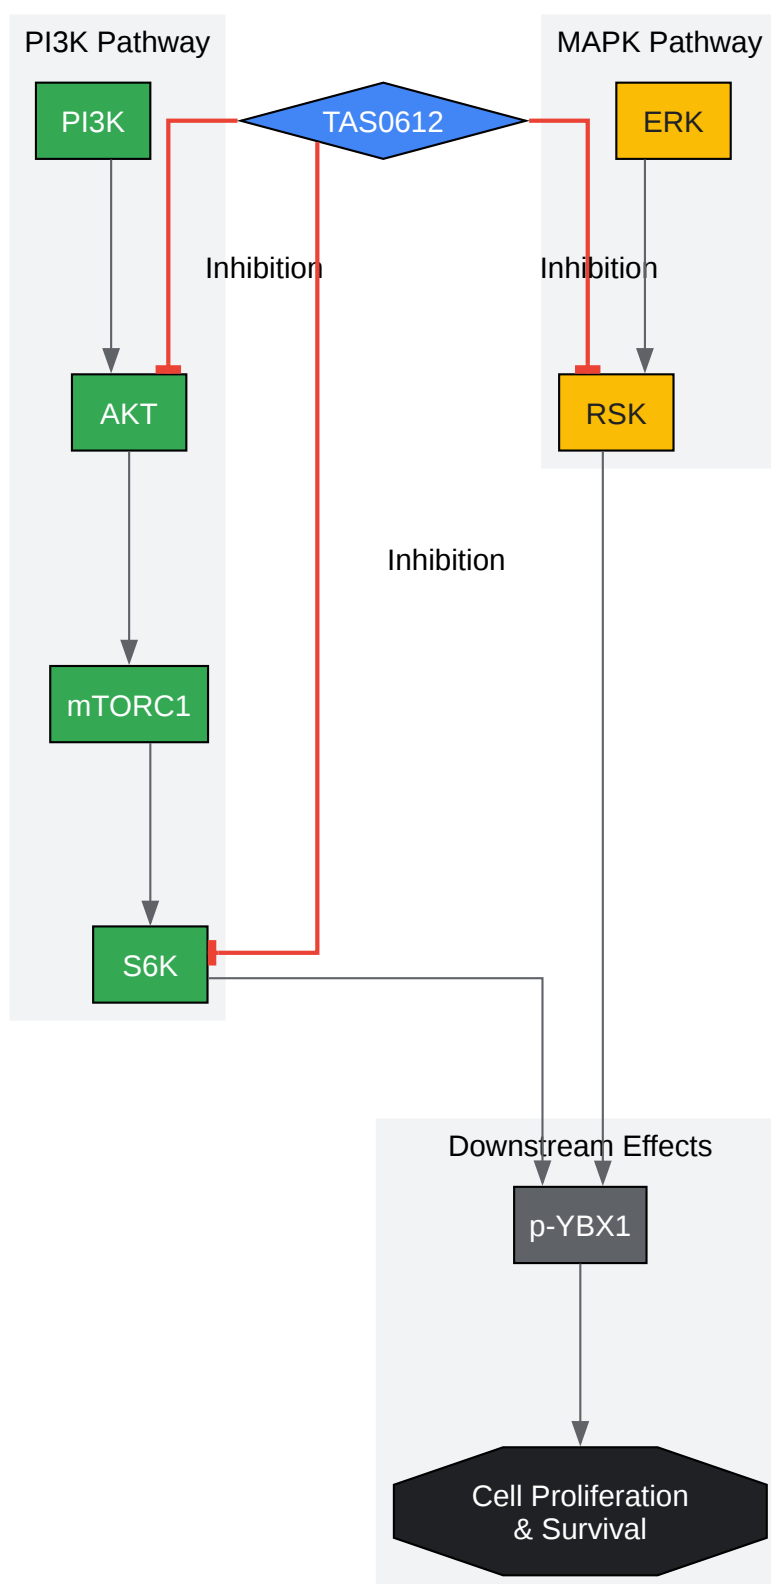 PI3K Pathway
MAPK Pathway
PI3K
TAS0612
ERK
Inhibition
Inhibition
AKT
RSK
Inhibition
mTORC1
S6K
Downstream Effects
p-YBX1
Cell Proliferation
& Survival